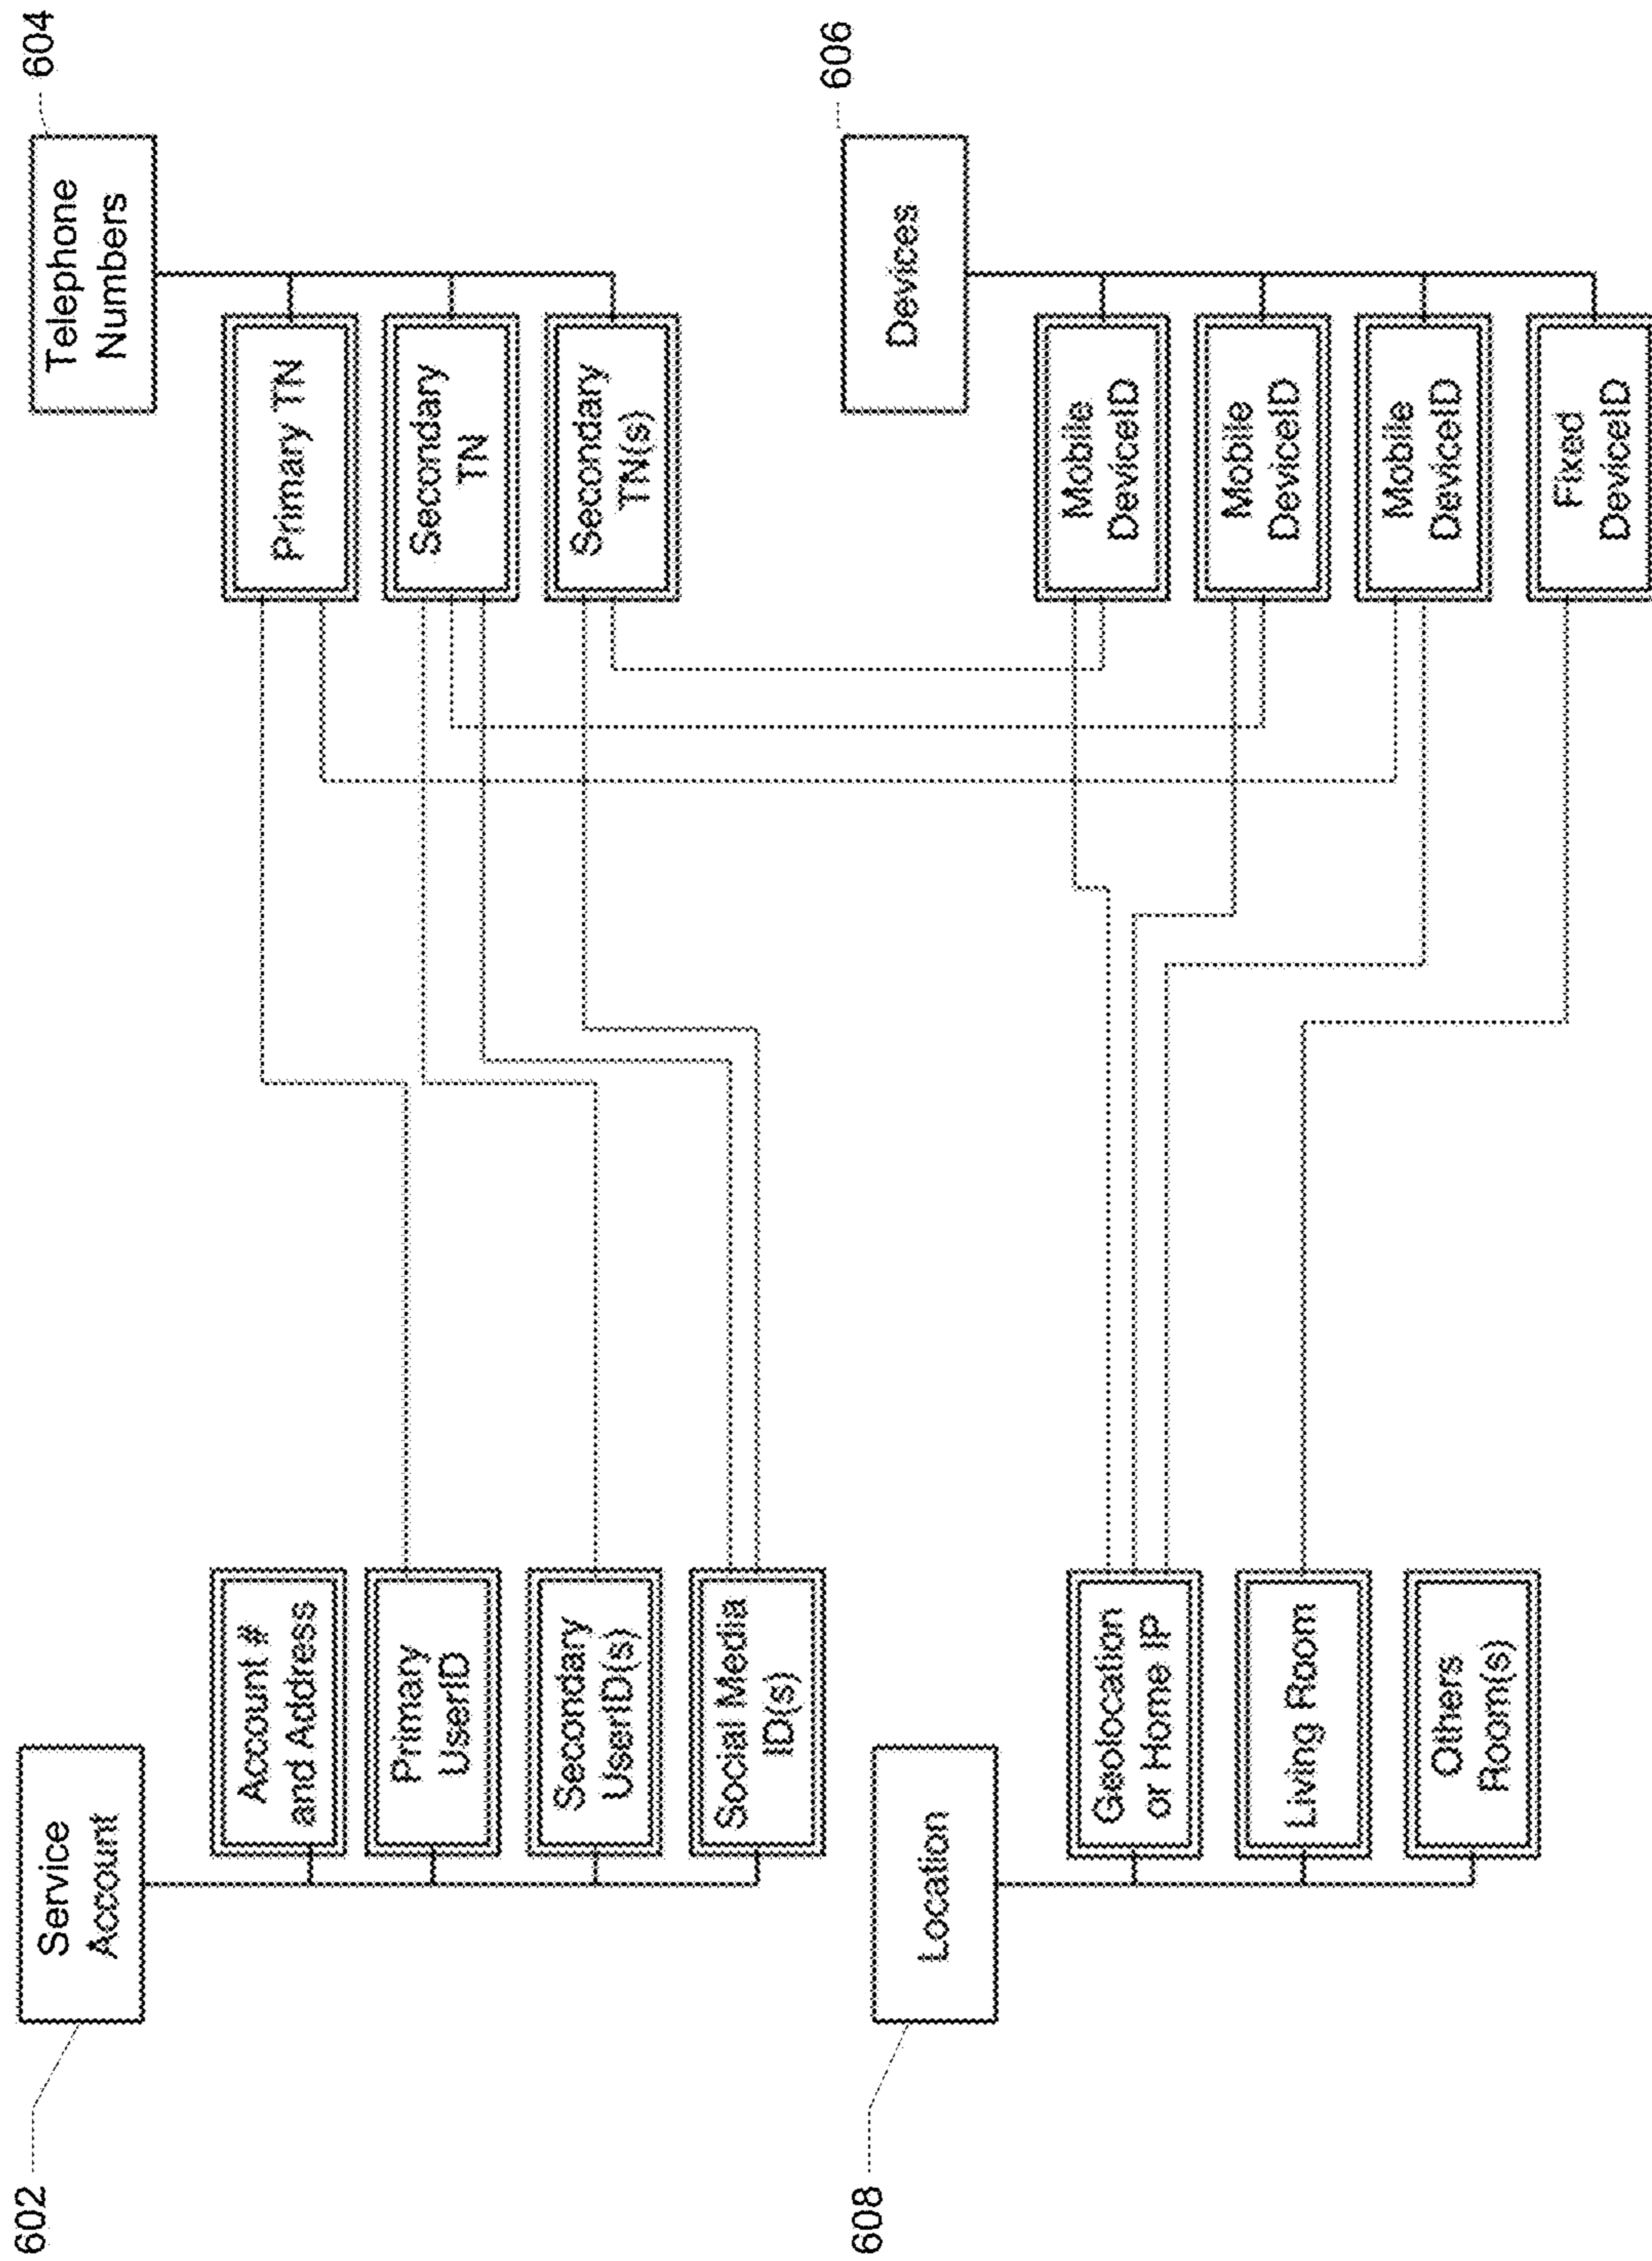 602
Service
Account
Account #
and Address
Primary
UserID
Secondary
UserID(s)
Social Media
ID(s)
604
Telephone
Numbers
Primary TN
Secondary
TN
Secondary
TN(s)
608
Location
Geolocation
or Home IP
Living Room
Others
Room(s)
606
Devices
Mobile
DeviceID
Mobile
DeviceID
Mobile
DeviceID
Fixed
DeviceID